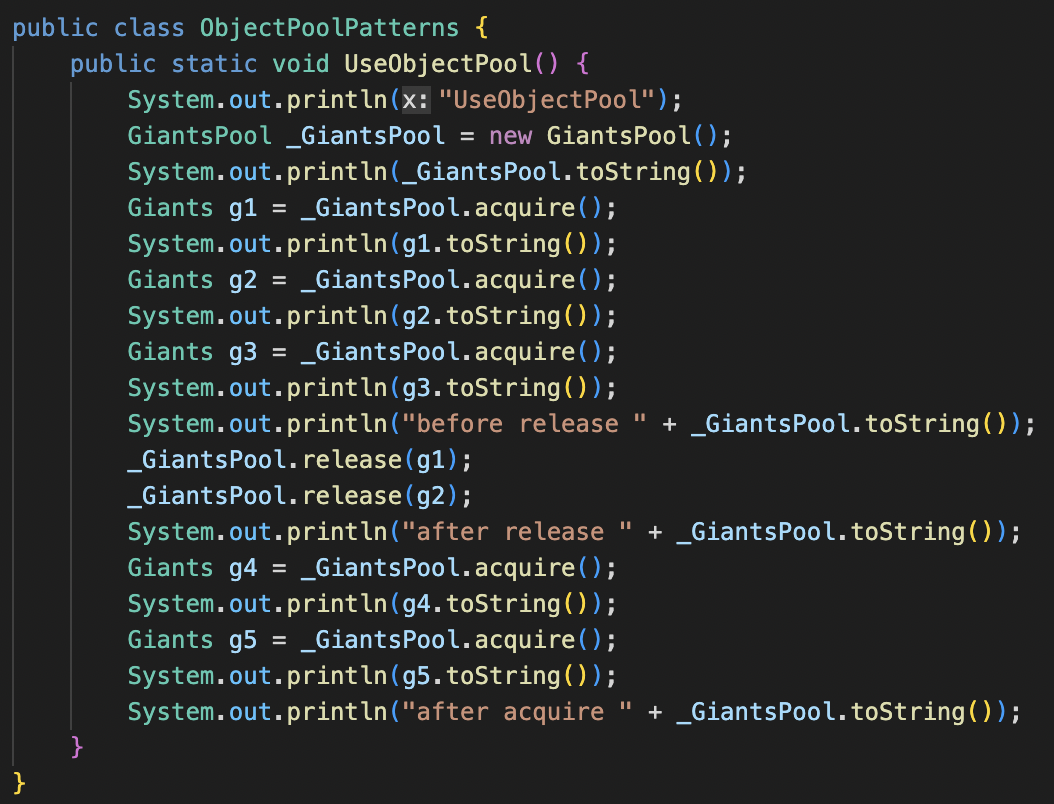 public class ObjectPoolPatterns {
    public static void UseObjectPool() {
        System.out.println(x: "UseObjectPool");
        GiantsPool _GiantsPool = new GiantsPool();
        System.out.println(_GiantsPool.toString());
        Giants g1 = _GiantsPool.acquire();
        System.out.println(g1.toString());
        Giants g2 = _GiantsPool.acquire();
        System.out.println(g2.toString());
        Giants g3 = _GiantsPool.acquire();
        System.out.println(g3.toString());
        System.out.println("before release " + _GiantsPool.toString());
        _GiantsPool.release(g1);
        _GiantsPool.release(g2);
        System.out.println("after release " + _GiantsPool.toString());
        Giants g4 = _GiantsPool.acquire();
        System.out.println(g4.toString());
        Giants g5 = _GiantsPool.acquire();
        System.out.println(g5.toString());
        System.out.println("after acquire " + _GiantsPool.toString());
    }
}